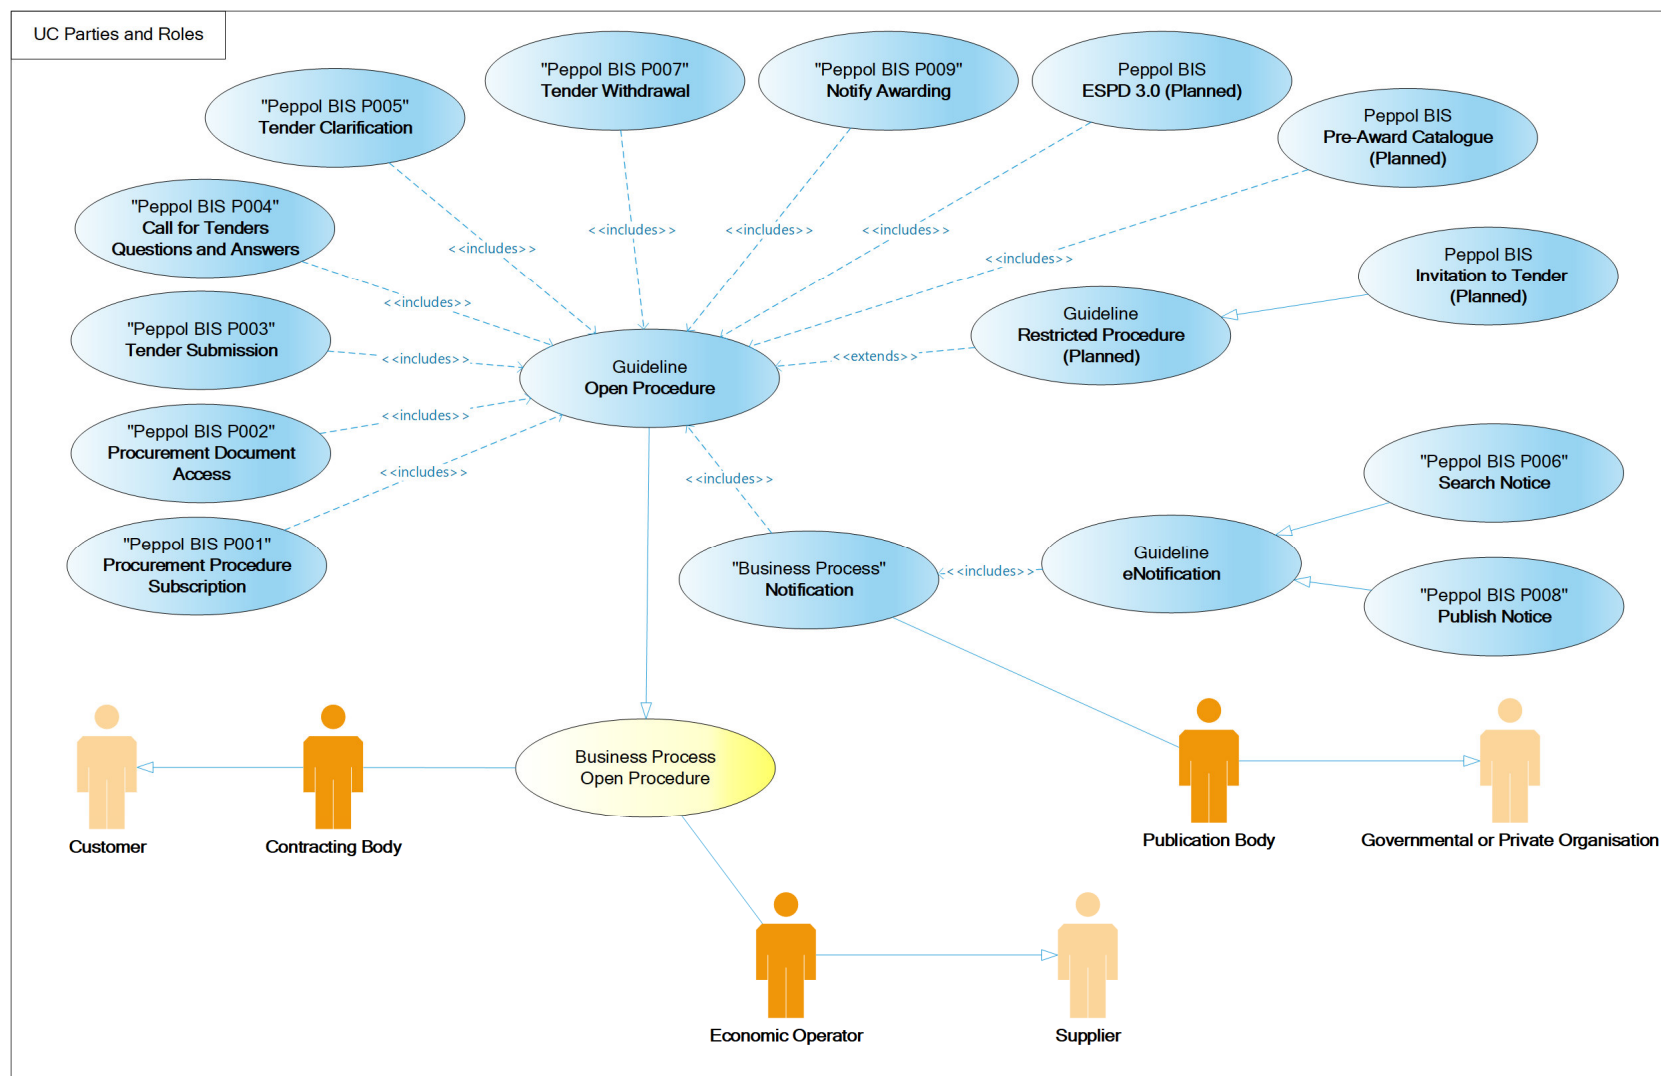 UC Parties and Roles
"Peppol BIS P005"
Tender Clarification
"Peppol BIS P007"
Tender Withdrawal
"Peppol BIS P009"
Notify Awarding
Peppol BIS
ESPD 3.0 (Planned)
Peppol BIS
Pre-Award Catalogue
(Planned)
"Peppol BIS P004"
Call for Tenders
Questions and Answers
<<includes>>
<<includes>>
<<includes>>
<<includes>>
<<includes>>
<<includes>>
Peppol BIS
Invitation to Tender
(Planned)
"Peppol BIS P003"
Tender Submission
<<includes>>
Guideline
Open Procedure
<<extends>>
Guideline
Restricted Procedure
(Planned)
"Peppol BIS P002"
Procurement Document
Access
<<includes>>
<<includes>>
<<includes>>
"Peppol BIS P006"
Search Notice
"Peppol BIS P001"
Procurement Procedure
Subscription
"Business Process"
Notification
<<includes>>
Guideline
eNotification
"Peppol BIS P008"
Publish Notice
Business Process
Open Procedure
Customer
Contracting Body
Publication Body
Governmental or Private Organisation
Economic Operator
Supplier